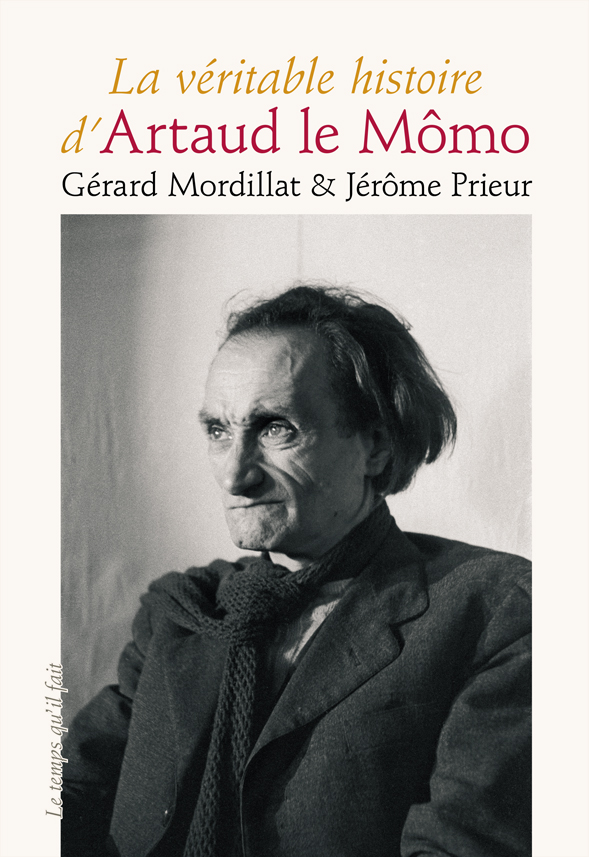 La véritable histoire
d'Artaud le Mômo
Gérard Mordillat & Jérôme Prieur
Le temps qu'il fait